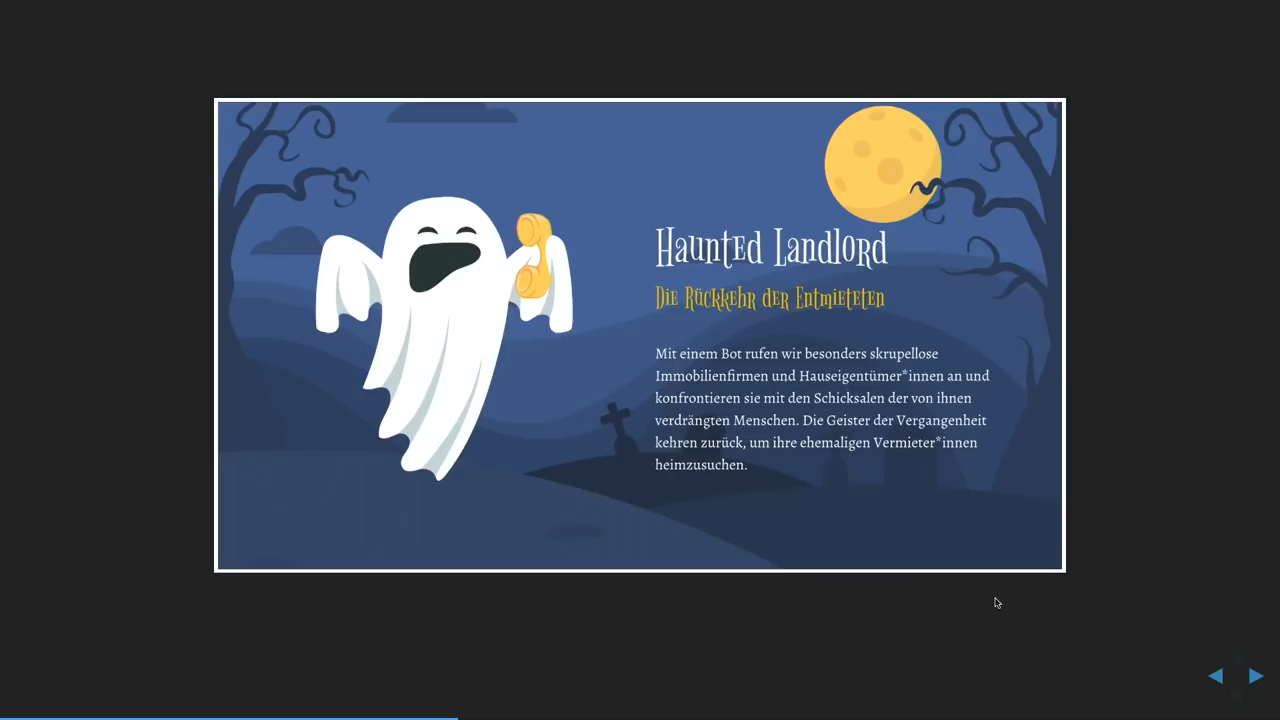 Haunted Landlord
Die Rückkehr der Entmieteten
Mit einem Bot rufen wir besonders skrupellose
Immobilienfirmen und Hauseigentümer*innen an und
konfrontieren sie mit den Schicksalen der von ihnen
verdrängten Menschen. Die Geister der Vergangenheit
kehren zurück, um ihre ehemaligen Vermieter*innen
heimzusuchen.